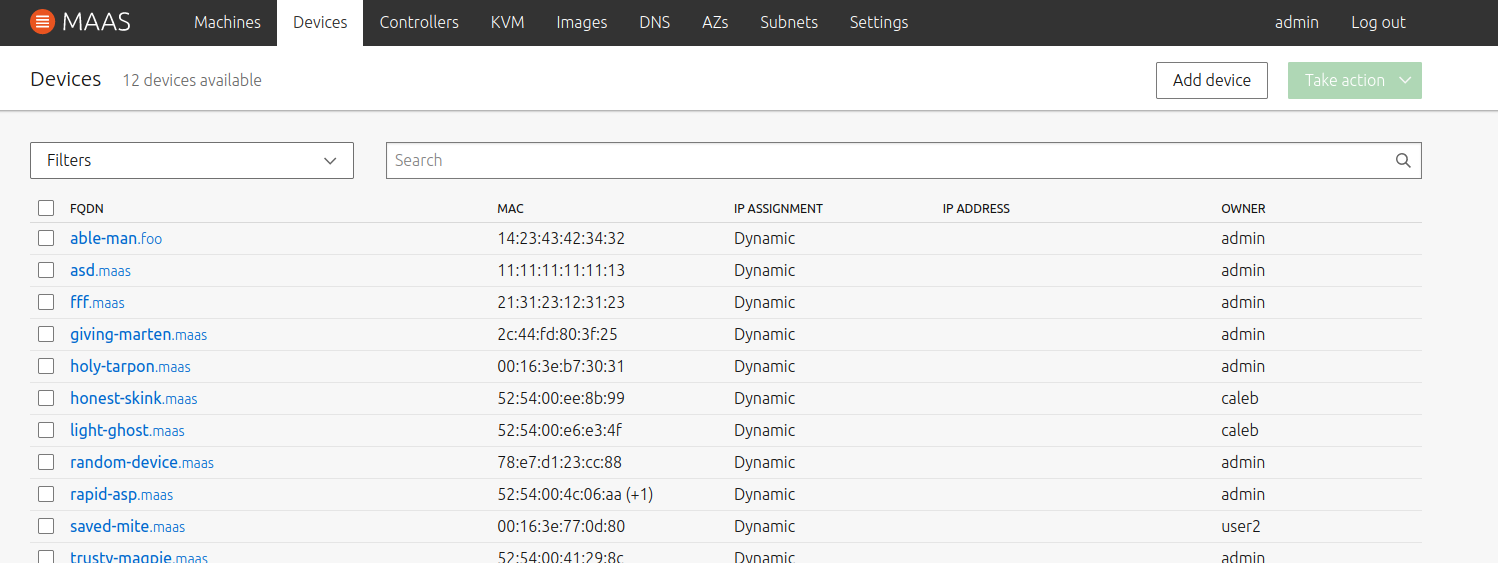 MAAS Machines Devices Controllers KVM Images DNS AZs Subnets Settings admin Log out
Devices 12 devices available Add device Take action
Filters Search
FQDN MAC IP ASSIGNMENT IP ADDRESS OWNER
able-man.foo 14:23:43:42:34:32 Dynamic admin
asd.maas 11:11:11:11:11:13 Dynamic admin
fff.maas 21:31:23:12:31:23 Dynamic admin
giving-marten.maas 2c:44:fd:80:3f:25 Dynamic admin
holy-tarpon.maas 00:16:3e:b7:30:31 Dynamic admin
honest-skink.maas 52:54:00:ee:8b:99 Dynamic caleb
light-ghost.maas 52:54:00:e6:e3:4f Dynamic caleb
random-device.maas 78:e7:d1:23:cc:88 Dynamic admin
rapid-asp.maas 52:54:00:4c:06:aa (+1) Dynamic admin
saved-mite.maas 00:16:3e:77:0d:80 Dynamic user2
trusty-magpie.maas 52:54:00:41:29:8c Dynamic admin